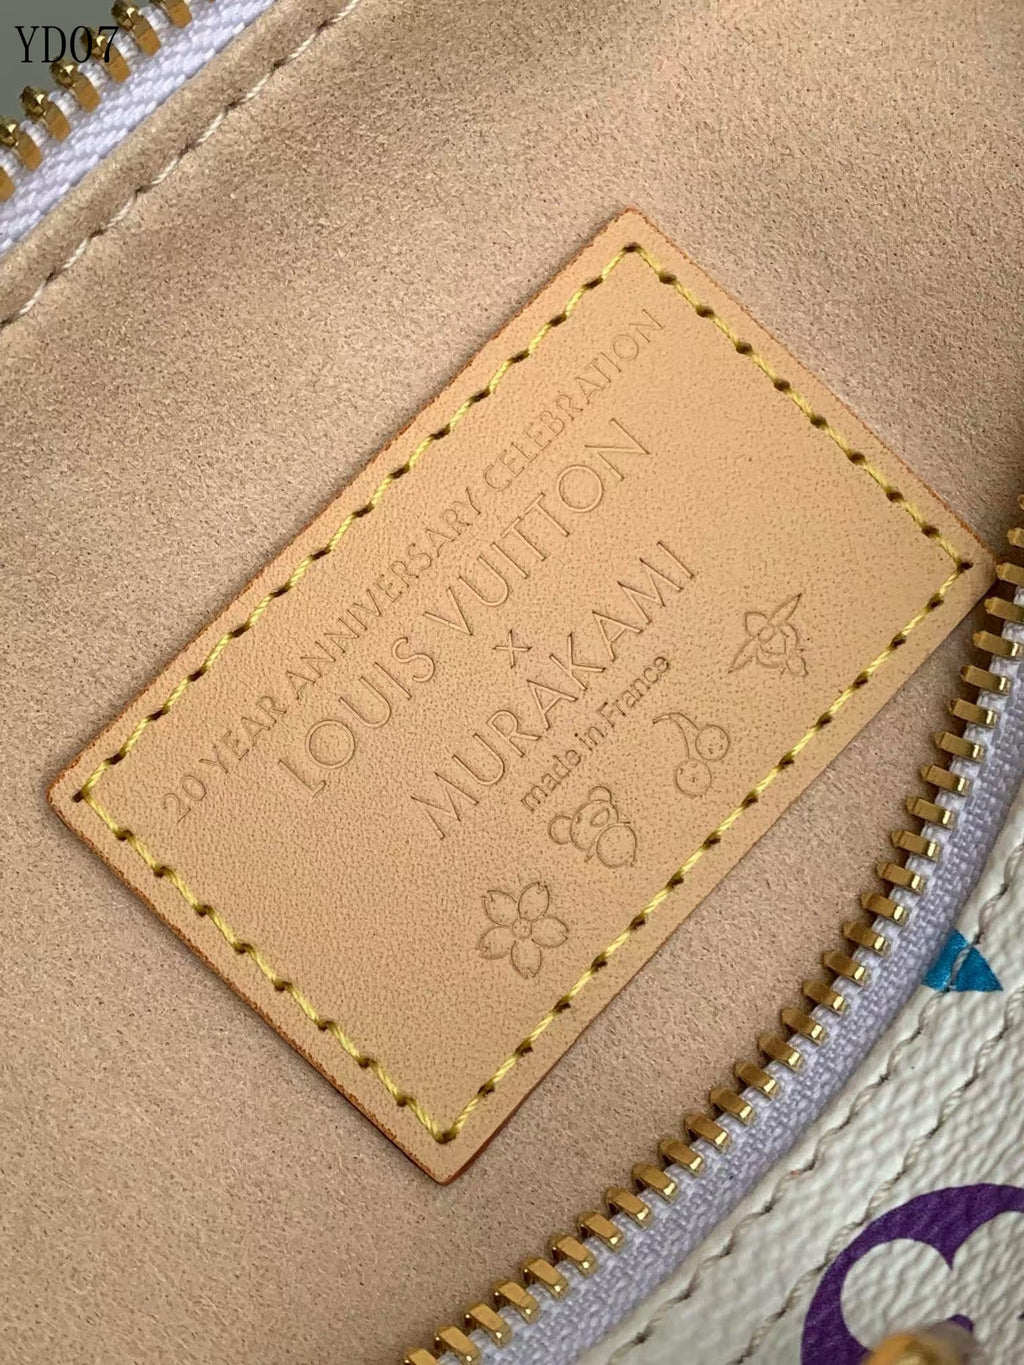 YD07
20 YEAR ANNIVERSARY CELEBRATION
LOUIS VUITTON
X
MURAKAMI
made in France